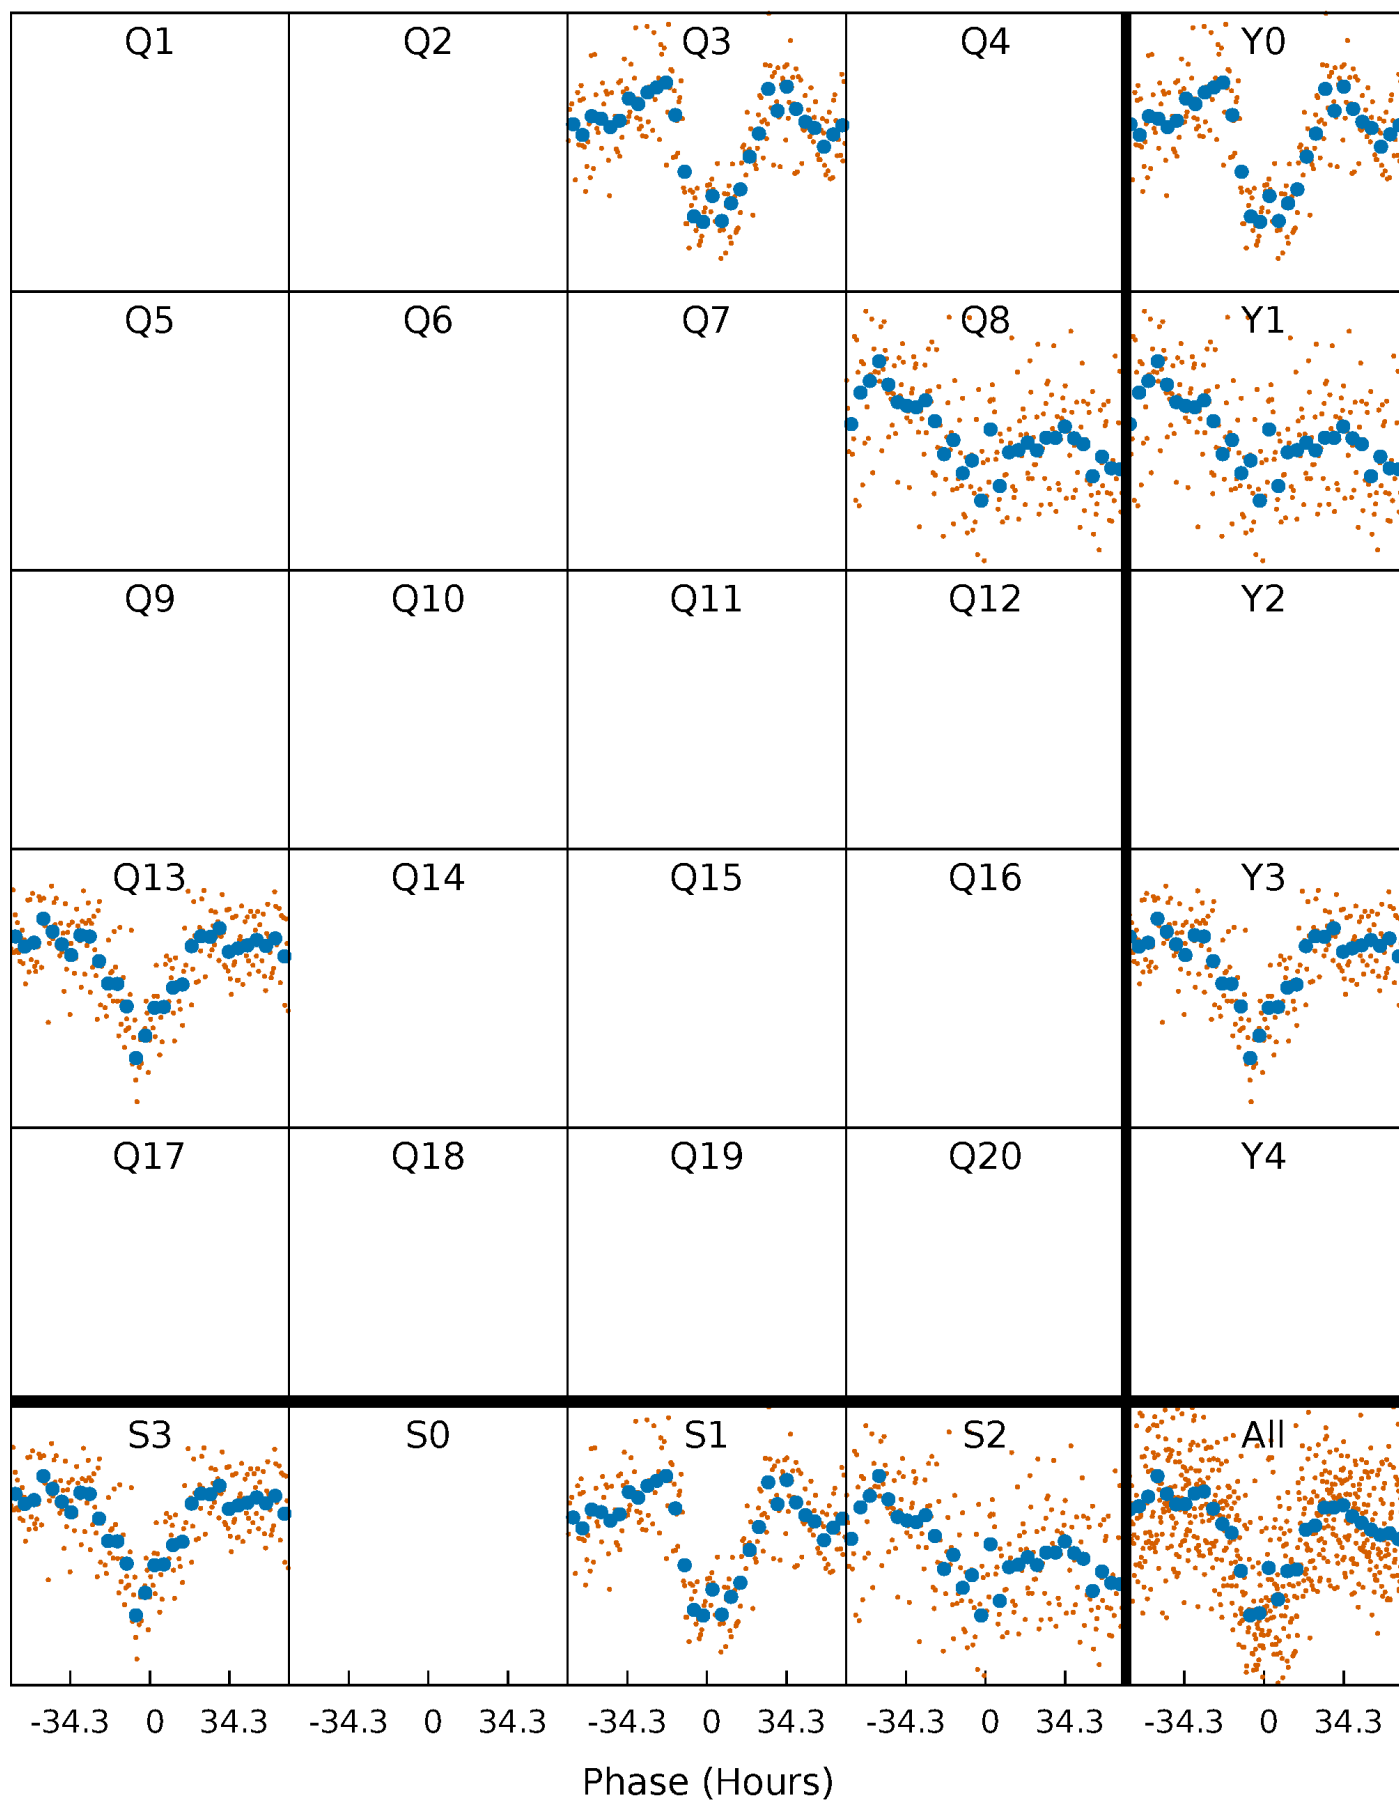 Q1 Q2 Q3 Q4 Y0
Q5 Q6 Q7 Q8 Y1
Q9 Q10 Q11 Q12 Y2
Q13 Q14 Q15 Q16 Y3
Q17 Q18 Q19 Q20 Y4
S3 S0 S1 S2 All
-34.3 0 34.3 -34.3 0 34.3 -34.3 0 34.3 -34.3 0 34.3 -34.3 0 34.3
Phase (Hours)